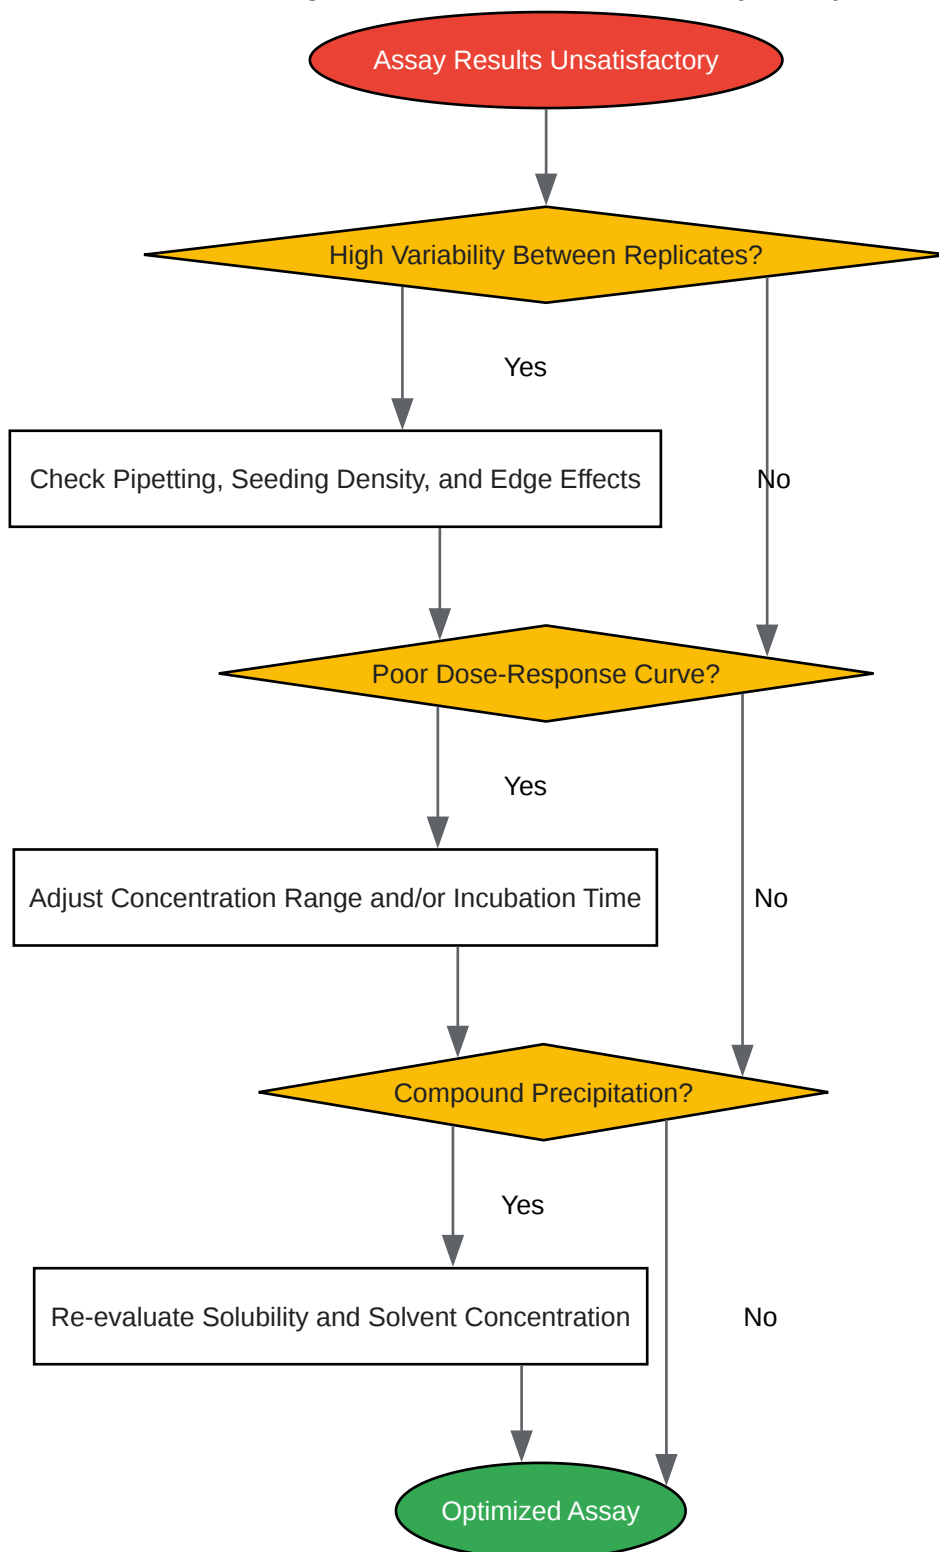 Assay Results Unsatisfactory
High Variability Between Replicates?
Yes
Check Pipetting, Seeding Density, and Edge Effects
No
Poor Dose-Response Curve?
Yes
Adjust Concentration Range and/or Incubation Time
No
Compound Precipitation?
Yes
Re-evaluate Solubility and Solvent Concentration
No
Optimized Assay